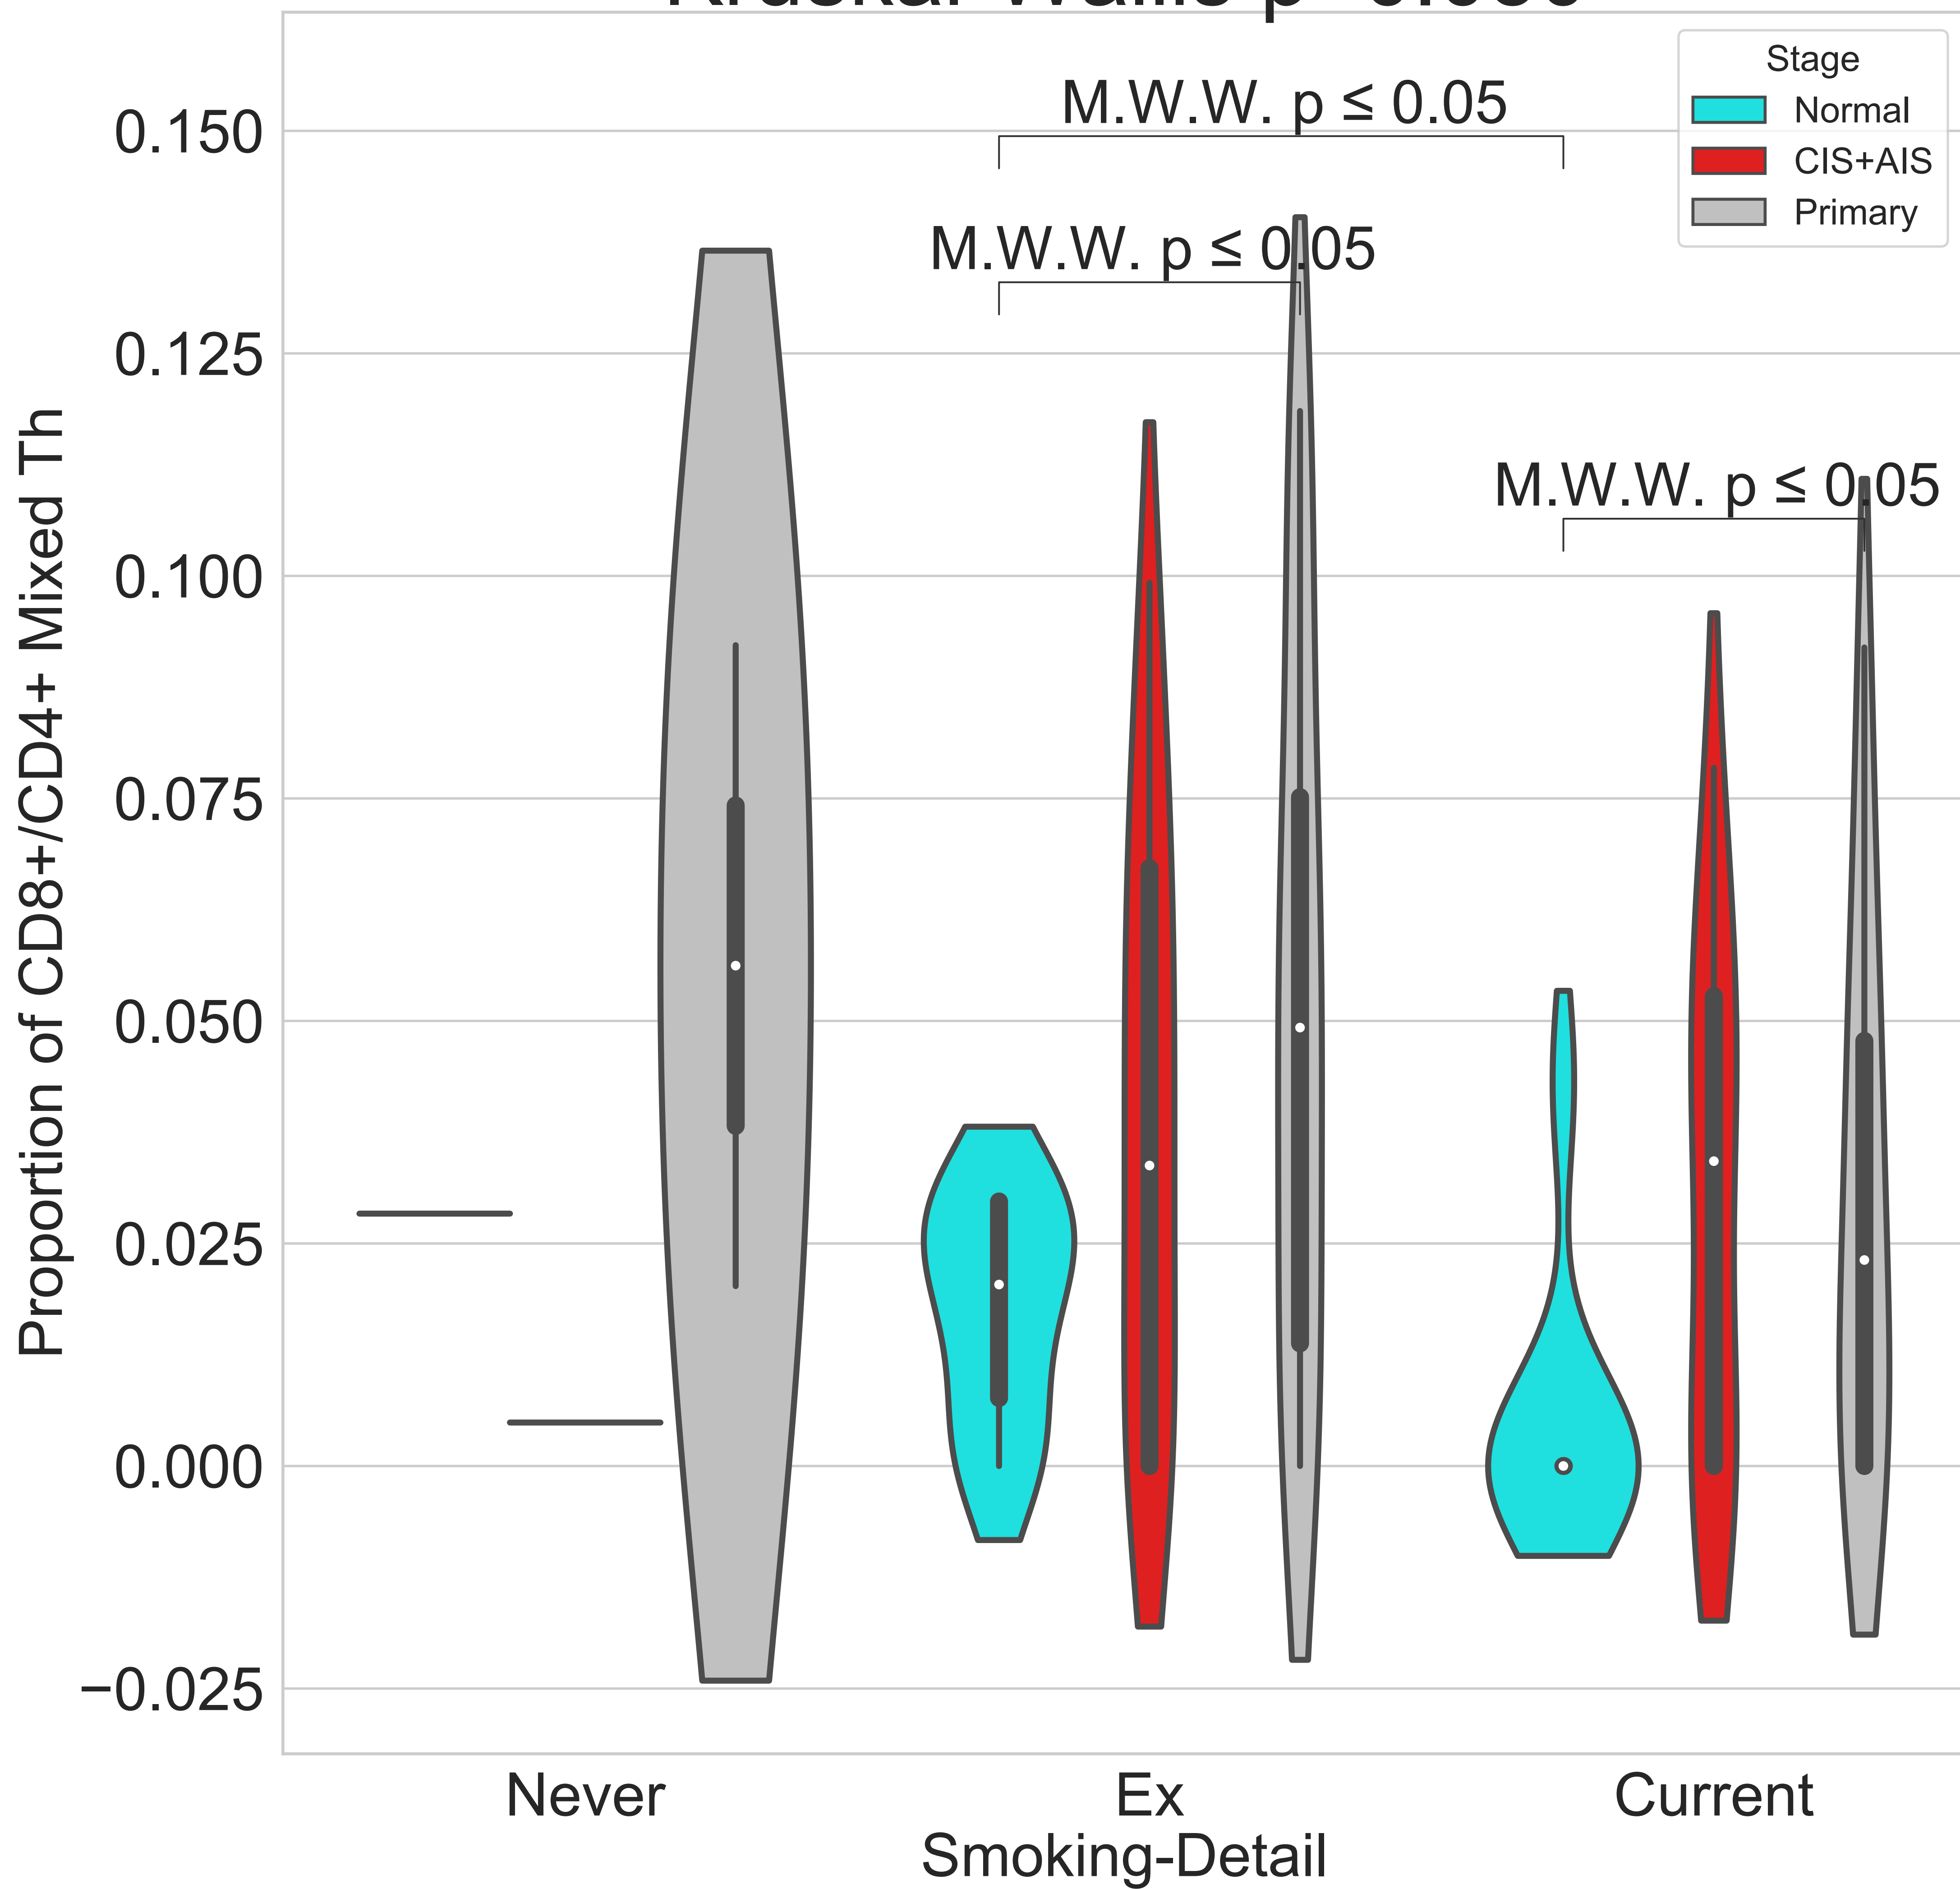 Stage
Normal
CIS+AIS
Primary
M.W.W. p ≤ 0.05
M.W.W. p ≤ 0.05
M.W.W. p ≤ 0.05
Proportion of CD8+/CD4+ Mixed Th
0.150
0.125
0.100
0.075
0.050
0.025
0.000
−0.025
Never
Ex
Current
Smoking-Detail